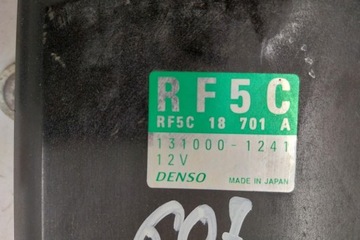 RF5C
RF5C 18 701 A
131000-1241
12V
DENSO MADE IN JAPAN